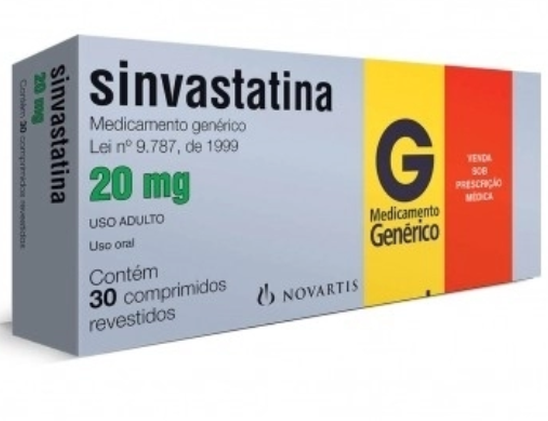 sinvastatina
20 mg
Contém 30 comprimidos revestidos
sinvastatina
Medicamento genérico
Lei nº 9.787, de 1999
20 mg
USO ADULTO
Uso oral
Contém
30 comprimidos
revestidos
NOVARTIS
G
Medicamento
Genérico
VENDA
SOB
PRESCRIÇÃO
MÉDICA